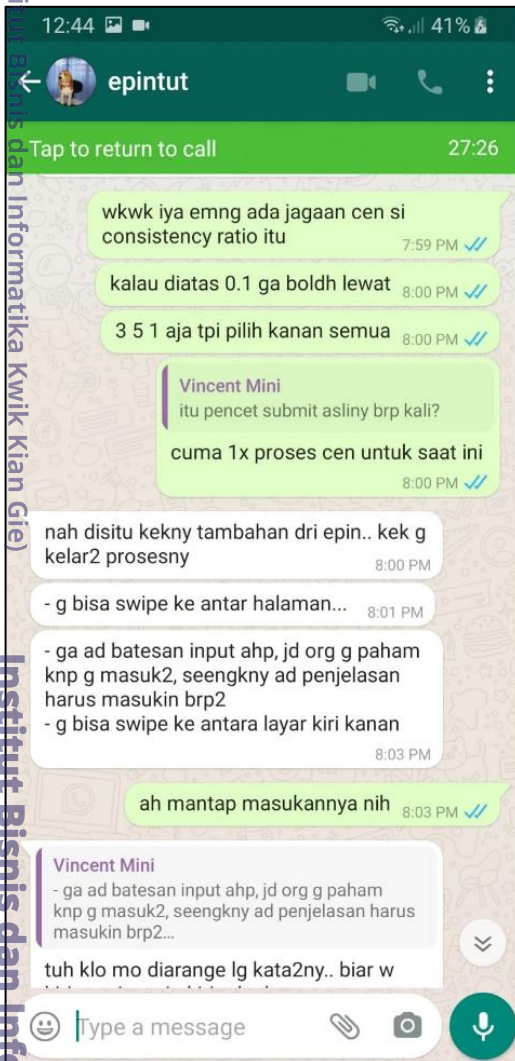 12:44
41%
epintut
Tap to return to call 27:26
wkwk iya emng ada jagaan cen si
consistency ratio itu
7:59 PM
kalau diatas 0.1 ga boldh lewat 8:00 PM
3 5 1 aja tpi pilih kanan semua 8:00 PM
Vincent Mini
itu pencet submit asliny brp kali?
cuma 1x proses cen untuk saat ini
8:00 PM
nah disitu kekny tambahan dri epin.. kek g
kelar2 prosesny
8:00 PM
- g bisa swipe ke antar halaman... 8:01 PM
- ga ad batesan input ahp, jd org g paham
knp g masuk2, seengkny ad penjelasan
harus masukin brp2
- g bisa swipe ke antara layar kiri kanan
8:03 PM
ah mantap masukannya nih 8:03 PM
Vincent Mini
- ga ad batesan input ahp, jd org g paham
knp g masuk2, seengkny ad penjelasan harus
masukin brp2...
tuh klo mo diarange lg kata2ny.. biar w
Type a message
itut Bisnis dan Informatika Kwik Kian Gie)
Institut Bisnis dan Inf